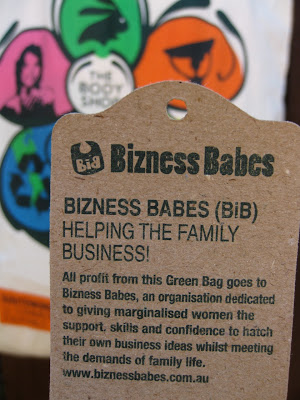 THE
BODY
SHOP
BiG Bizness Babes
BIZNESS BABES (BiB)
HELPING THE FAMILY
BUSINESS!
All profit from this Green Bag goes to
Bizness Babes, an organisation dedicated
to giving marginalised women the
support, skills and confidence to hatch
their own business ideas whilst meeting
the demands of family life.
www.biznessbabes.com.au